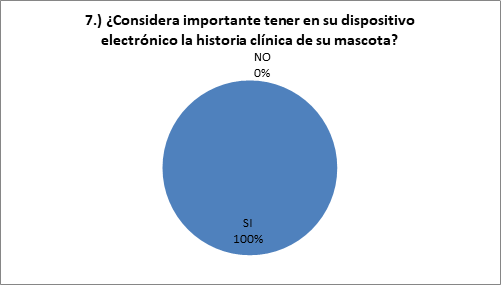 7.) ¿Considera importante tener en su dispositivo
electrónico la historia clínica de su mascota?
NO
0%
SI
100%